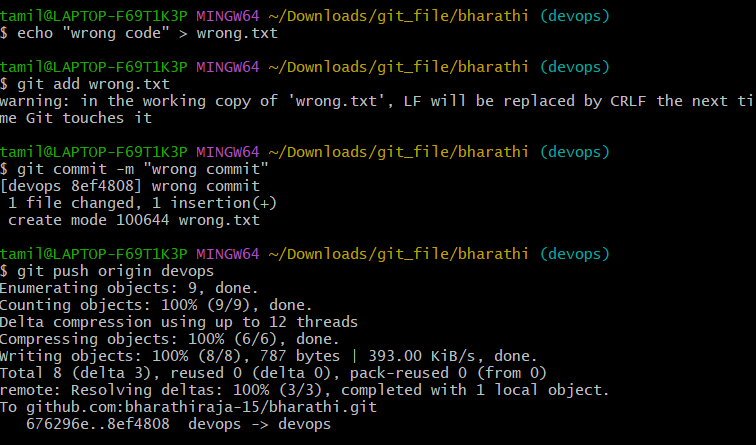 tamil@LAPTOP-F69T1K3P MINGW64 ~/Downloads/git_file/bharathi (devops)
$ echo "wrong code" > wrong.txt
tamil@LAPTOP-F69T1K3P MINGW64 ~/Downloads/git_file/bharathi (devops)
$ git add wrong.txt
warning: in the working copy of 'wrong.txt', LF will be replaced by CRLF the next ti
me Git touches it
tamil@LAPTOP-F69T1K3P MINGW64 ~/Downloads/git_file/bharathi (devops)
$ git commit -m "wrong commit"
[devops 8ef4808] wrong commit
 1 file changed, 1 insertion(+)
 create mode 100644 wrong.txt
tamil@LAPTOP-F69T1K3P MINGW64 ~/Downloads/git_file/bharathi (devops)
$ git push origin devops
Enumerating objects: 9, done.
Counting objects: 100% (9/9), done.
Delta compression using up to 12 threads
Compressing objects: 100% (6/6), done.
Writing objects: 100% (8/8), 787 bytes | 393.00 KiB/s, done.
Total 8 (delta 3), reused 0 (delta 0), pack-reused 0 (from 0)
remote: Resolving deltas: 100% (3/3), completed with 1 local object.
To github.com:bharathiraja-15/bharathi.git
   676296e..8ef4808  devops -> devops